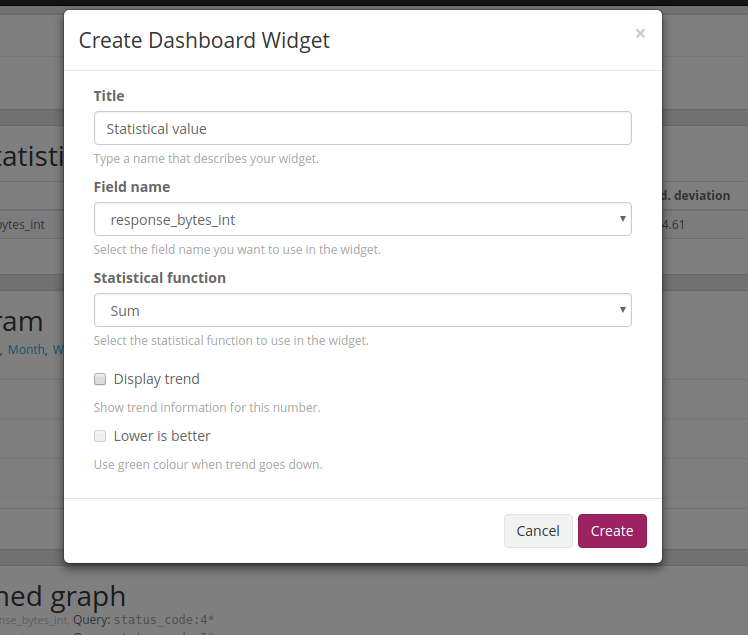 Create Dashboard Widget
×
Title
Statistical value
Type a name that describes your widget.
Field name
response_bytes_int
Select the field name you want to use in the widget.
Statistical function
Sum
Select the statistical function to use in the widget.
Display trend
Show trend information for this number.
Lower is better
Use green colour when trend goes down.
Cancel
Create
deviation
ytes_int
4.61
Month,
ned graph
nse_bytes_int, Query: status_code:4*